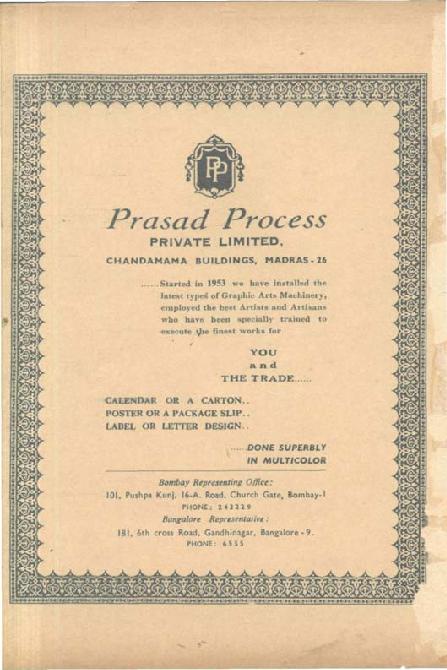 PP
Prasad Process
PRIVATE LIMITED,
CHANDAMAMA BUILDINGS, MADRAS-26
......Started in 1953 we have installed the
latest types of Graphic Arts Machinery,
employed the best Artists and Artisans
who have been specially trained to
execute the finest works for
YOU
and
THE TRADE......
CALENDAR OR A CARTON..
POSTER OR A PACKAGE SLIP..
LABEL OR LETTER DESIGN..
......DONE SUPERBLY
IN MULTICOLOR
Bombay Representing Office:
101, Pushpa Kunj, 16-A, Road, Church Gate, Bombay-1
PHONE: 243229
Bangalore Representative:
181, 6th cross Road, Gandhinagar, Bangalore-9.
PHONE: 6555